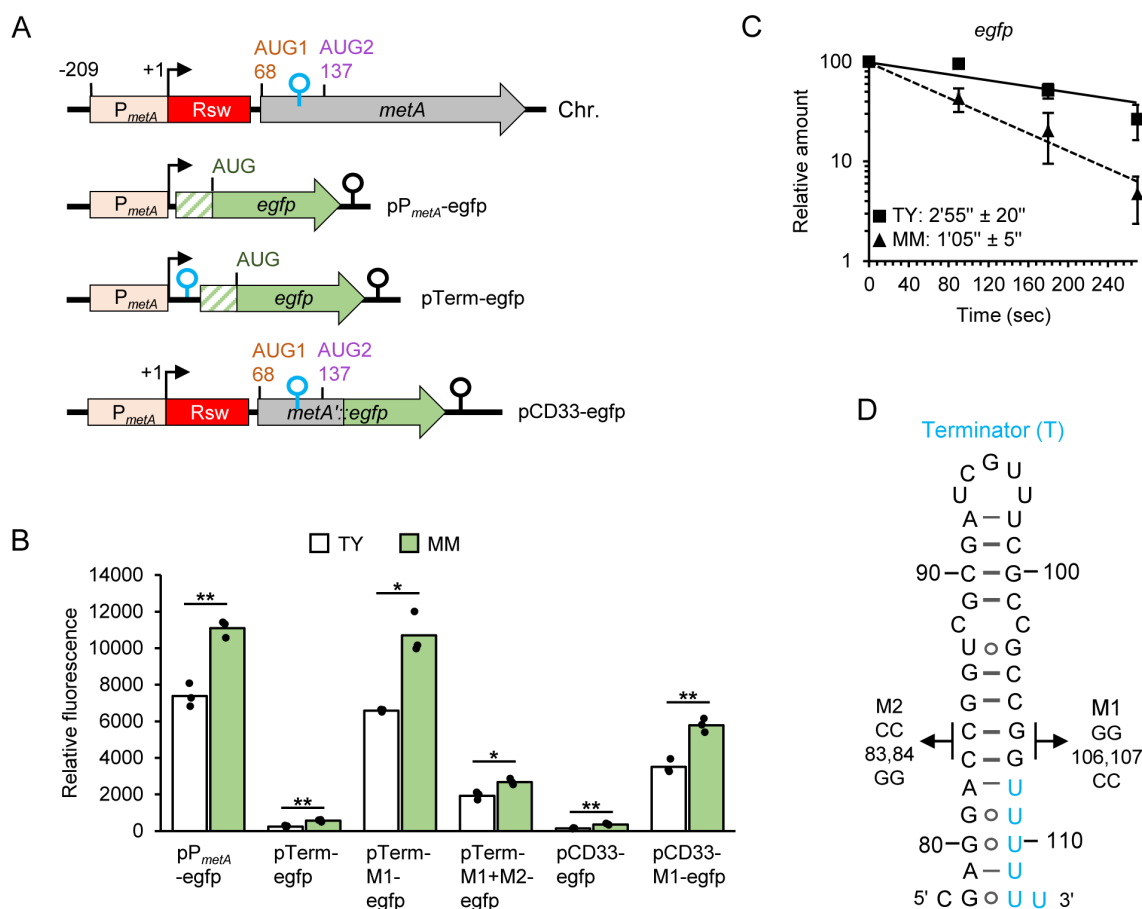 A
-209
+1
AUG1
68
AUG2
137
PmetA
Rsw
metA
Chr.
AUG
PmetA
egfp
pPmetA-egfp
AUG
PmetA
egfp
pTerm-egfp
+1
AUG1
68
AUG2
137
PmetA
Rsw
metA'::egfp
pCD33-egfp
B
TY
MM
Relative fluorescence
14000
12000
10000
8000
6000
4000
2000
0
**
**
*
*
**
**
pPmetA
-egfp
pTerm-
egfp
pTerm-
M1-
egfp
pTerm-
M1+M2-
egfp
pCD33-
egfp
pCD33-
M1-egfp
C
egfp
Relative amount
100
10
1
TY: 2'55" ± 20"
MM: 1'05" ± 5"
0 40 80 120 160 200 240
Time (sec)
D
Terminator (T)
G
C U
U U
A U
G C
90 C G 100
G C
C C
U G
G C
G C
C G
C G
A U
G U
80 G U 110
A U
5' C G U U 3'
M2
CC
83,84
GG
M1
GG
106,107
CC